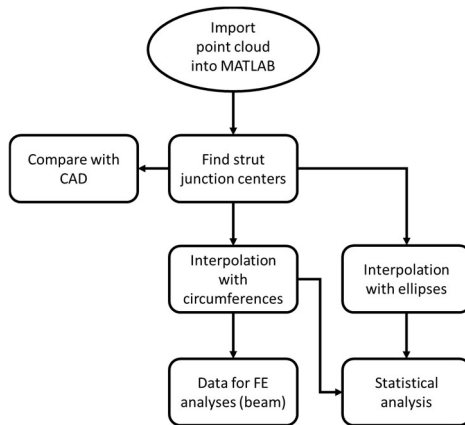 Import
point cloud
into MATLAB
Compare with
CAD
Find strut
junction centers
Interpolation
with
circumferences
Interpolation
with ellipses
Data for FE
analyses (beam)
Statistical
analysis